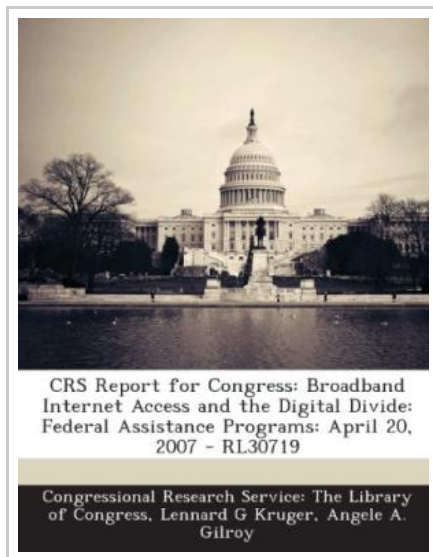 CRS Report for Congress: Broadband
Internet Access and the Digital Divide:
Federal Assistance Programs: April 20,
2007 - RL30719
Congressional Research Service: The Library
of Congress, Lennard G Kruger, Angele A.
Gilroy